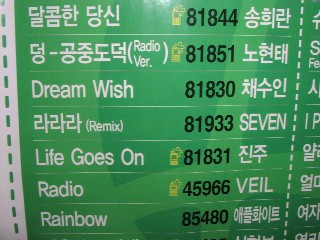 달콤한 당신 81844 송희란
덩-공중도덕(Radio Ver.) 81851 노현태
Dream Wish 81830 채수인
라라라 (Remix) 81933 SEVEN
Life Goes On 81831 진주
Radio 45966 VEIL
Rainbow 85480 애플화이트